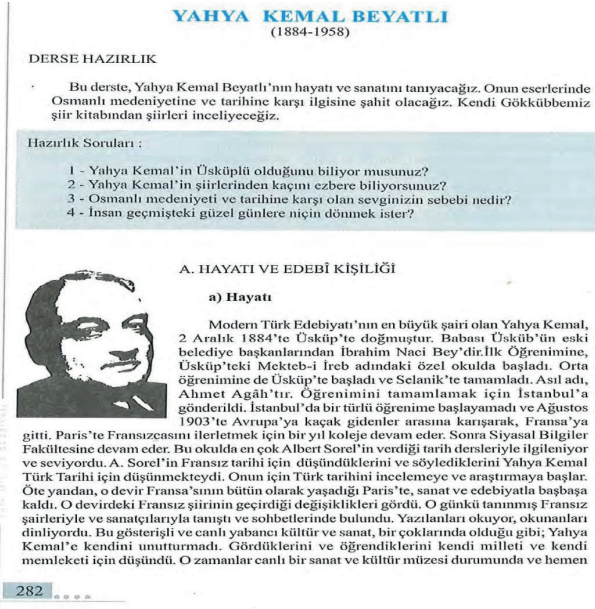 YAHYA KEMAL BEYATLI
(1884-1958)
DERSE HAZIRLIK
Bu derste, Yahya Kemal Beyatlı'nın hayatı ve sanatını tanıyacağız. Onun eserlerinde
Osmanlı medeniyetine ve tarihine karşı ilgisine şahit olacağız. Kendi Gökkübbemiz
şiir kitabından şiirleri inceliyeceğiz.
Hazırlık Soruları :
1 - Yahya Kemal'in Üsküplü olduğunu biliyor musunuz?
2 - Yahya Kemal'in şiirlerinden kaçını ezbere biliyorsunuz?
3 - Osmanlı medeniyeti ve tarihine karşı olan sevginizin sebebi nedir?
4 - İnsan geçmişteki güzel günlere niçin dönmek ister?
A. HAYATI VE EDEBÎ KİŞİLİĞİ
a) Hayatı
Modern Türk Edebiyatı'nın en büyük şairi olan Yahya Kemal,
2 Aralık 1884'te Üsküp'te doğmuştur. Babası Üsküb'ün eski
belediye başkanlarından İbrahim Naci Bey'dir.İlk Öğrenimine,
Üsküp'teki Mekteb-i İreb adındaki özel okulda başladı. Orta
öğrenimine de Üsküp'te başladı ve Selanik'te tamamladı. Asıl adı,
Ahmet Agâh'tır. Öğrenimini tamamlamak için İstanbul'a
gönderildi. İstanbul'da bir türlü öğrenime başlayamadı ve Ağustos
1903'te Avrupa'ya kaçak gidenler arasına karışarak, Fransa'ya
gitti. Paris'te Fransızcasını ilerletmek için bir yıl koleje devam eder. Sonra Siyasal Bilgiler
Fakültesine devam eder. Bu okulda en çok Albert Sorel'in verdiği tarih dersleriyle ilgileniyor
ve seviyordu. A. Sorel'in Fransız tarihi için düşündüklerini ve söylediklerini Yahya Kemal
Türk Tarihi için düşünmekteydi. Onun için Türk tarihini incelemeye ve araştırmaya başlar.
Öte yandan, o devir Fransa'sının bütün olarak yaşadığı Paris'te, sanat ve edebiyatla başbaşa
kaldı. O devirdeki Fransız şiirinin geçirdiği değişiklikleri gördü. O günkü tanınmış Fransız
şairleriyle ve sanatçılarıyla tanıştı ve sohbetlerinde bulundu. Yazılanları okuyor, okunanları
dinliyordu. Bu gösterişli ve canlı yabancı kültür ve sanat, bir çoklarında olduğu gibi; Yahya
Kemal'e kendini unutturmadı. Gördüklerini ve öğrendiklerini kendi milleti ve kendi
memleketi için düşündü. O zamanlar canlı bir sanat ve kültür müzesi durumunda ve hemen
282